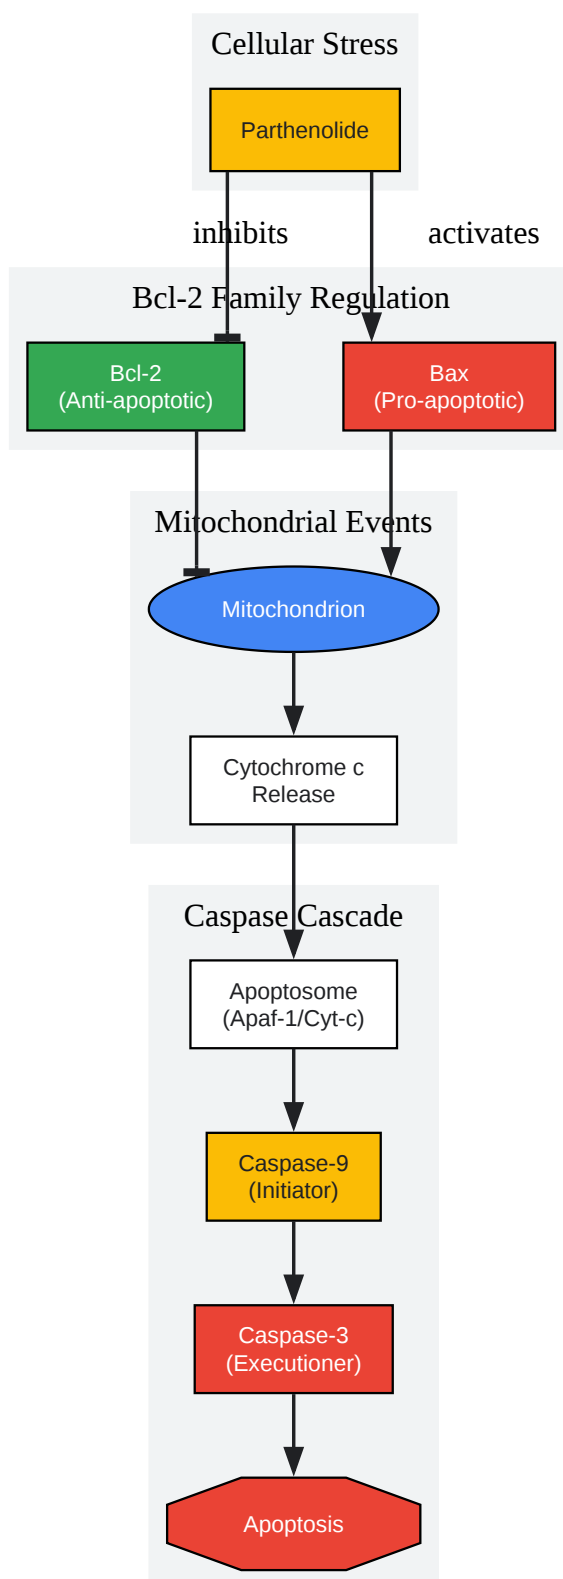 Cellular Stress
Parthenolide
inhibits
activates
Bcl-2 Family Regulation
Bcl-2
(Anti-apoptotic)
Bax
(Pro-apoptotic)
Mitochondrial Events
Mitochondrion
Cytochrome c
Release
Caspase Cascade
Apoptosome
(Apaf-1/Cyt-c)
Caspase-9
(Initiator)
Caspase-3
(Executioner)
Apoptosis